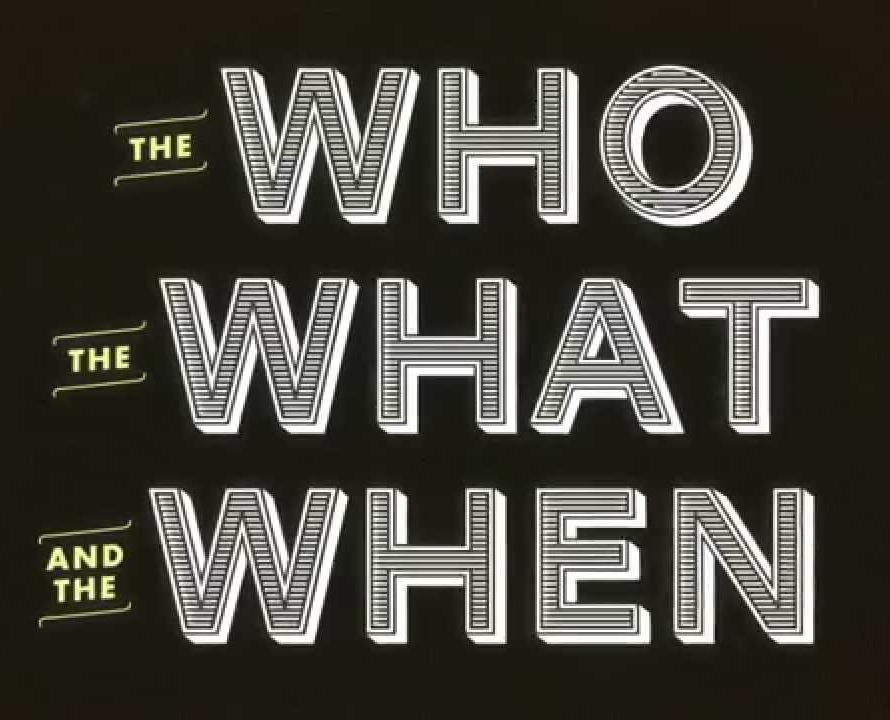 THE WHO
THE WHAT
AND THE WHEN